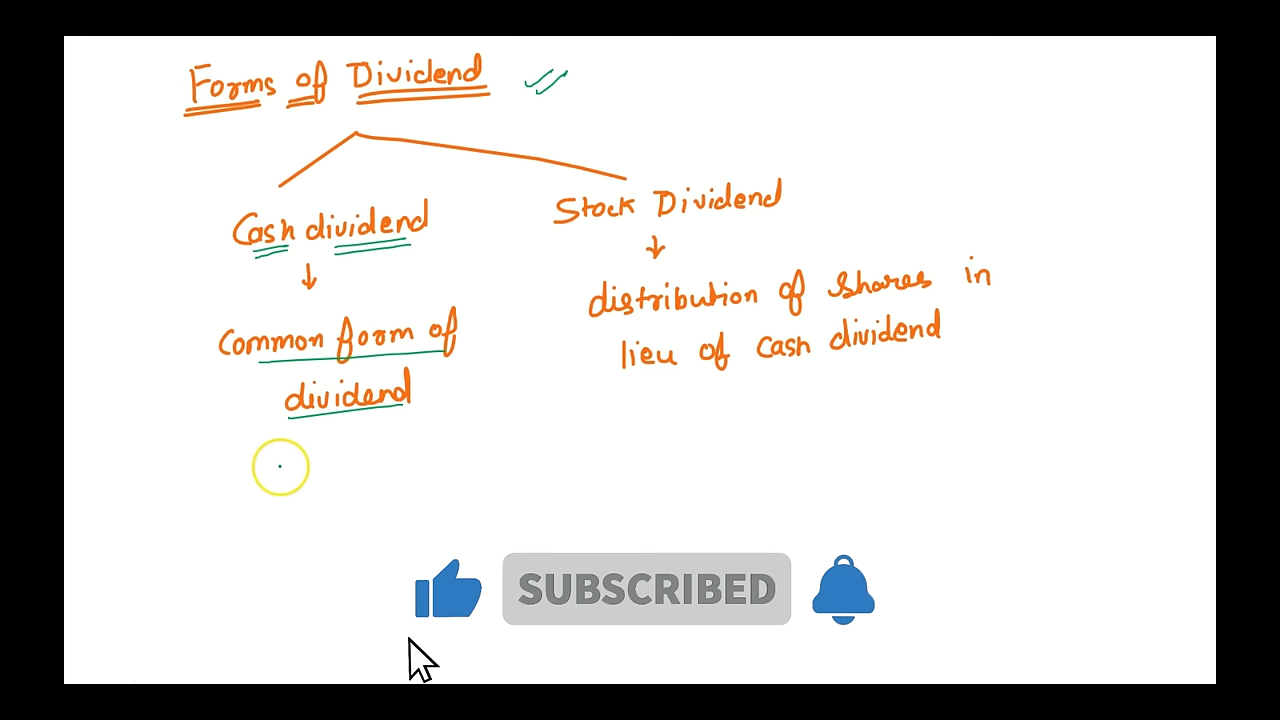 Forms of Dividend
Cash dividend
Common form of
dividend
Stock Dividend
distribution of shares in
lieu of cash dividend
SUBSCRIBED